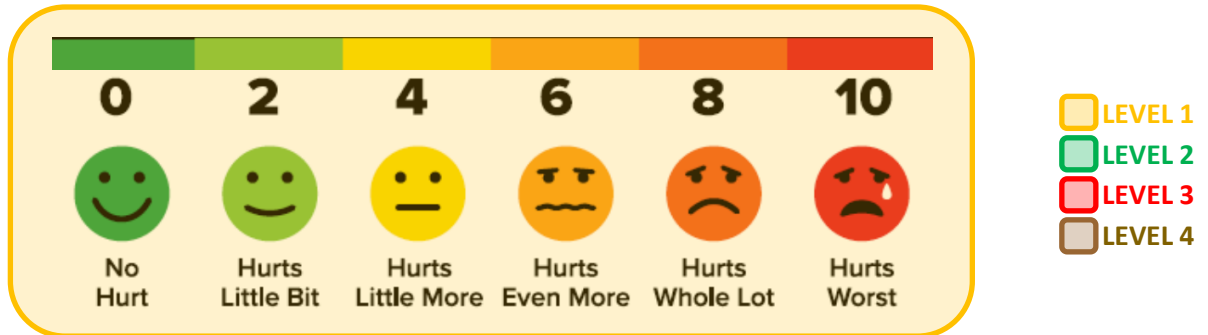 0 2 4 6 8 10
No Hurt
Hurts Little Bit
Hurts Little More
Hurts Even More
Hurts Whole Lot
Hurts Worst
LEVEL 1
LEVEL 2
LEVEL 3
LEVEL 4